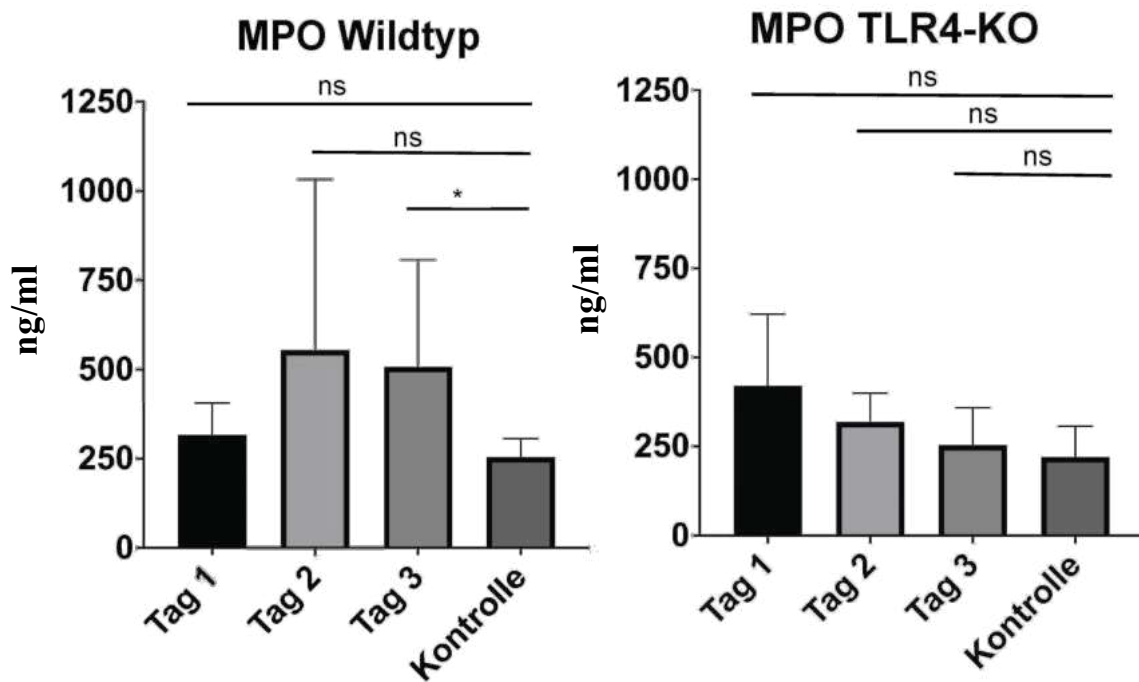 MPO Wildtyp
ng/ml
1250
1000
750
500
250
0
ns
ns
*
Tag 1
Tag 2
Tag 3
Kontrolle
MPO TLR4-KO
ng/ml
1250
1000
750
500
250
0
ns
ns
ns
Tag 1
Tag 2
Tag 3
Kontrolle